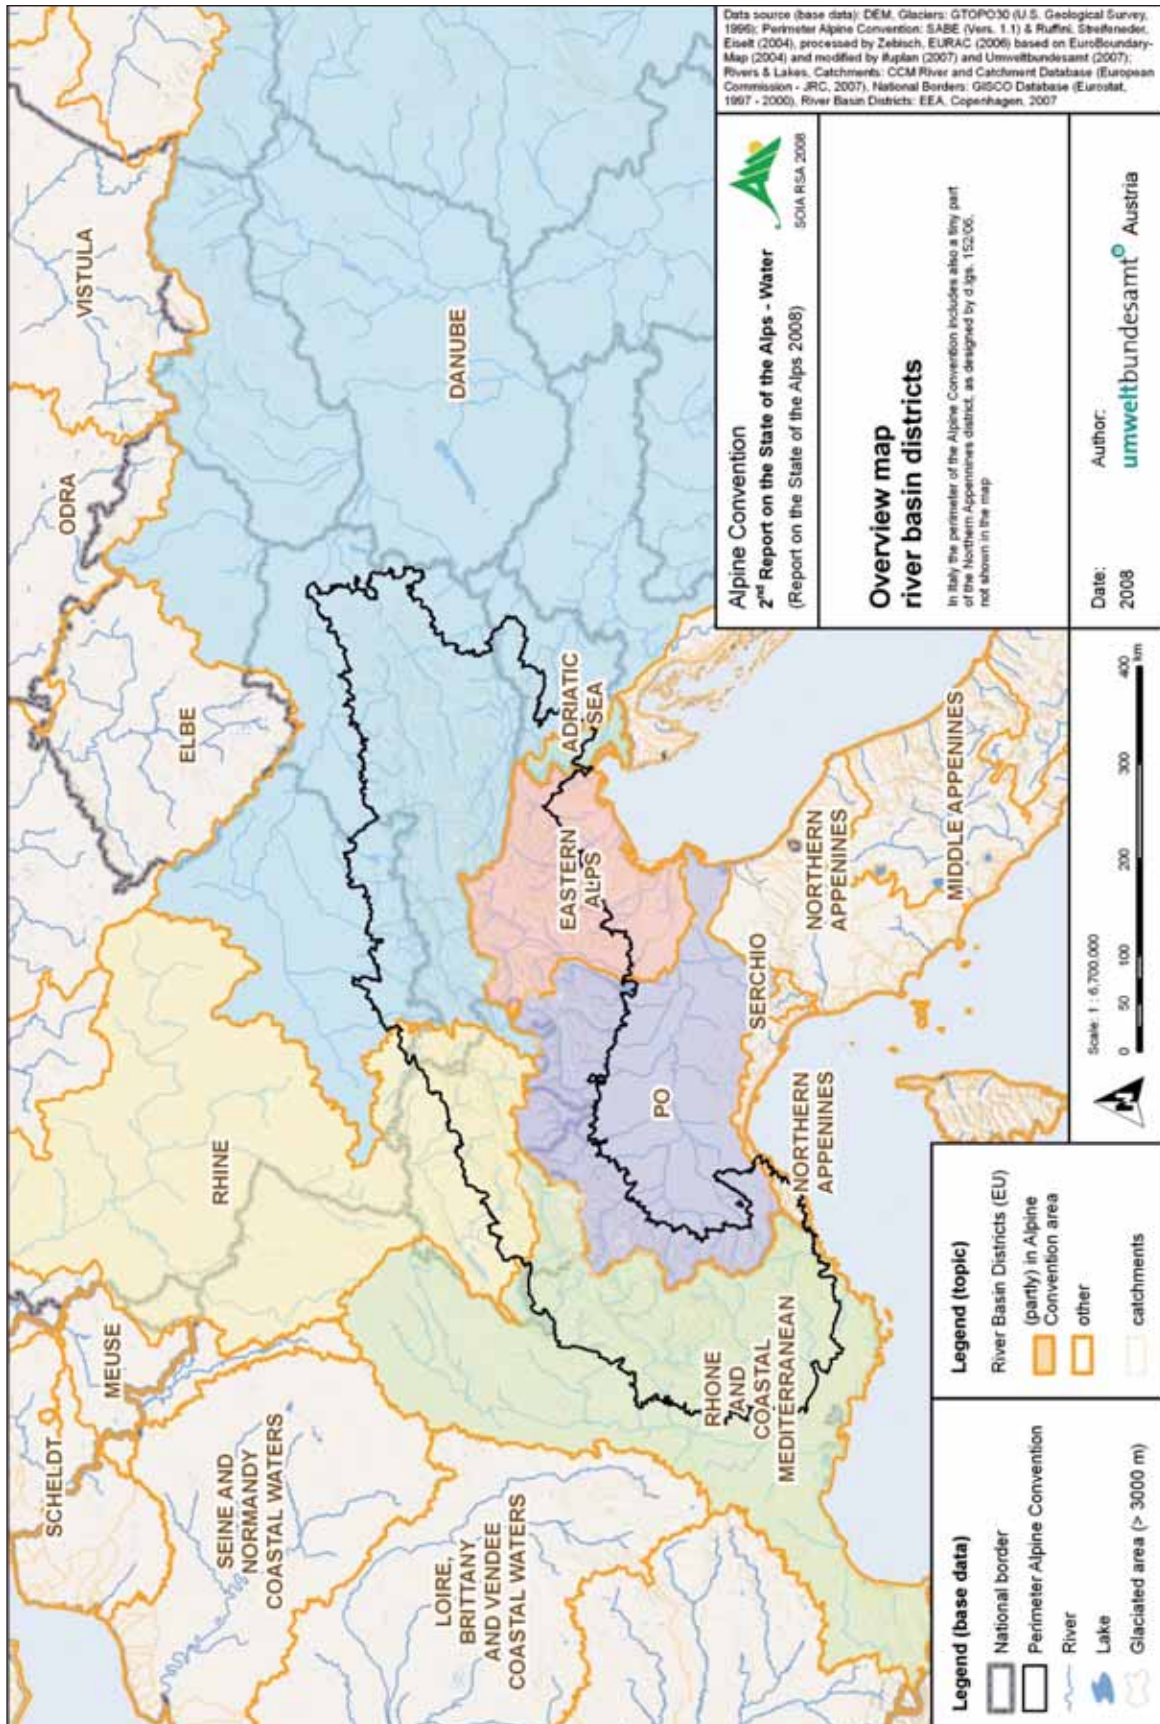 SCHELDT
MEUSE
SEINE AND
NORMANDY
COASTAL WATERS
LOIRE,
BRITTANY
AND VENDEE
COASTAL WATERS
RHINE
ELBE
ODRA
VISTULA
DANUBE
RHONE
AND
COASTAL
MEDITERRANEAN
PO
EASTERN
ALPS
ADRIATIC
SEA
NORTHERN
APPENINES
SERCHIO
NORTHERN
APPENINES
MIDDLE APPENINES
Legend (base data)
National border
Perimeter Alpine Convention
River
Lake
Glaciated area (> 3000 m)
Legend (topic)
River Basin Districts (EU)
(partly) in Alpine
Convention area
other
catchments
N
Scale: 1 : 6,700,000
0 50 100 200 300 400
km
Alpine Convention
2nd Report on the State of the Alps - Water
(Report on the State of the Alps 2008)
SOIA RSA 2008
Overview map
river basin districts
In Italy the perimeter of the Alpine Convention includes also a tiny part
of the Northern Appennines district, as designed by d.lgs. 152/06,
not shown in the map
Date:
2008
Author:
umweltbundesamt Austria
Data source (base data): DEM, Glaciers: GTOPO30 (U.S. Geological Survey,
1996); Perimeter Alpine Convention: SABE (Vers. 1.1) & Ruffini, Streifeneder,
Eiselt (2004), processed by Zebisch, EURAC (2006) based on EuroBoundary-
Map (2004) and modified by ifuplan (2007) and Umweltbundesamt (2007);
Rivers & Lakes, Catchments: CCM River and Catchment Database (European
Commission - JRC, 2007), National Borders: GISCO Database (Eurostat,
1997 - 2000), River Basin Districts: EEA, Copenhagen, 2007